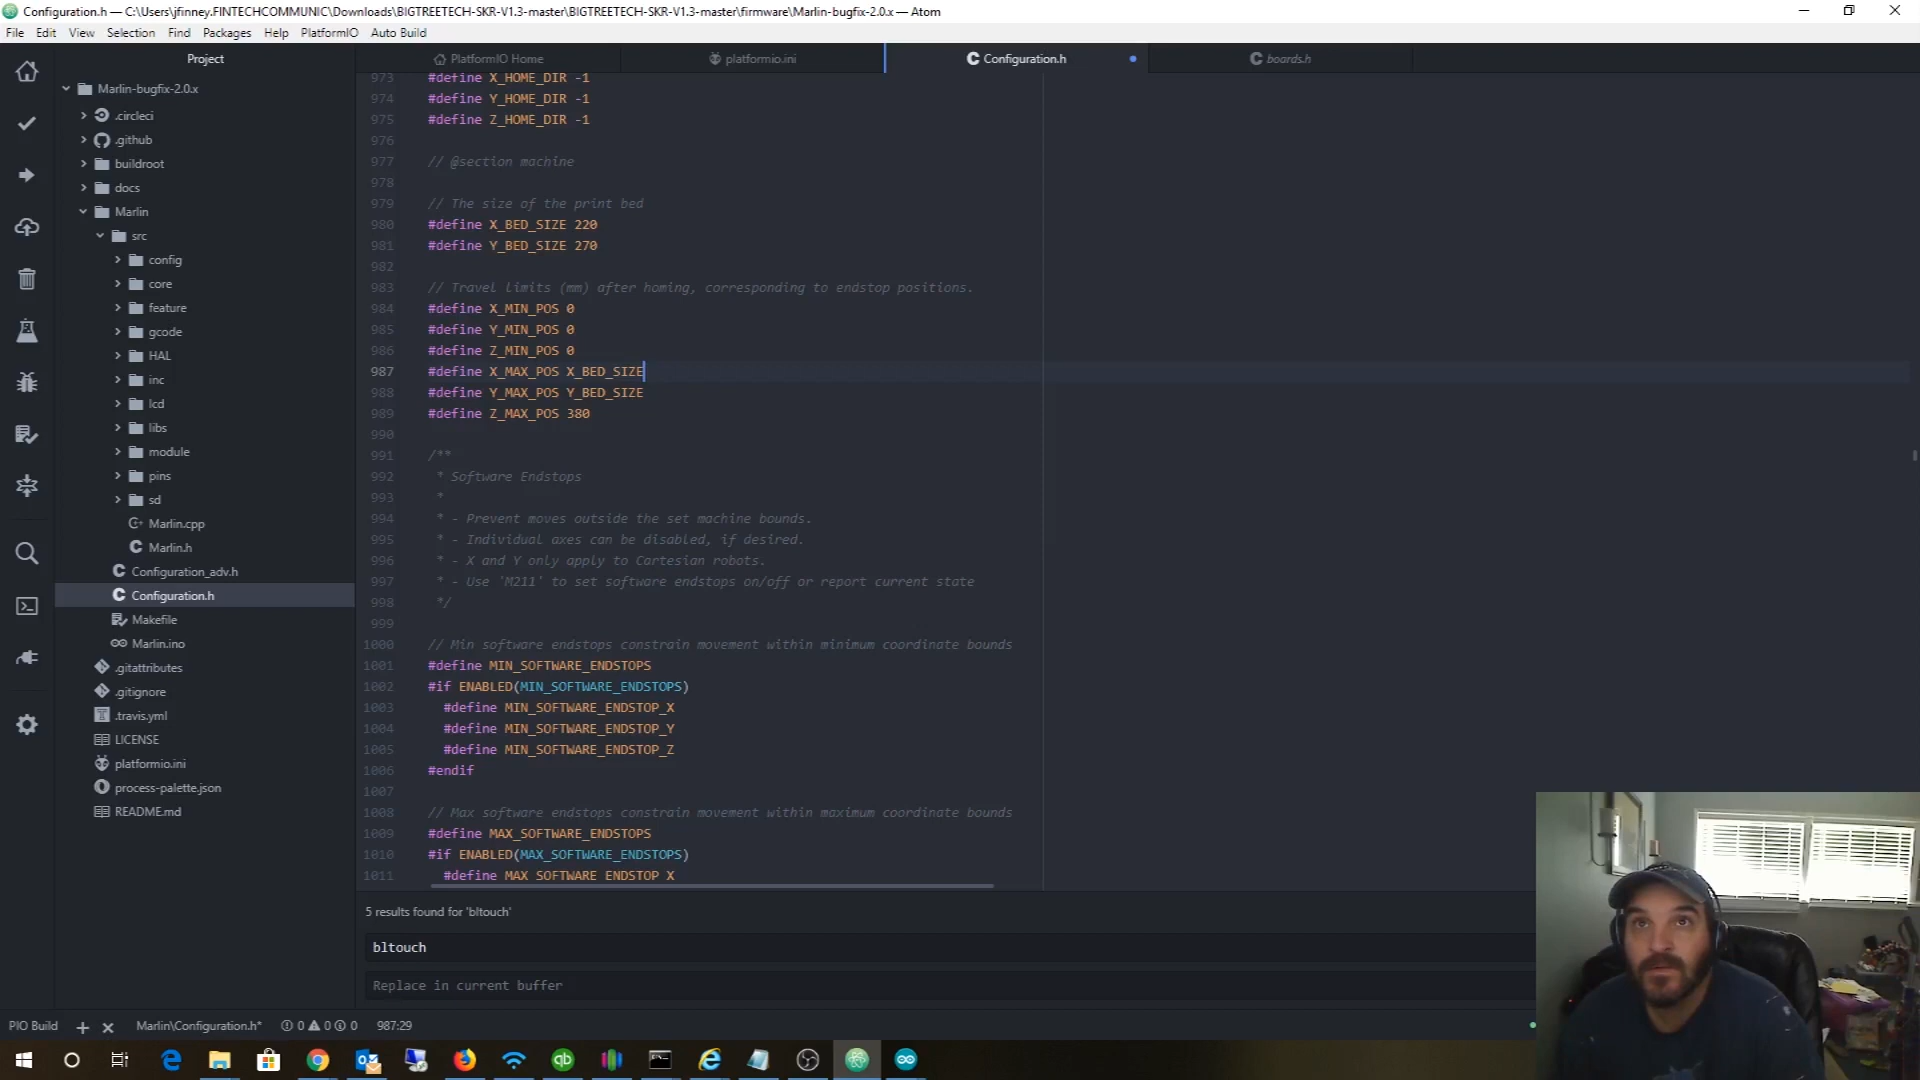 Configuration.h — C:\Users\jfinney.FINTECHCOMMUNIC\Downloads\BIGTREETECH-SKR-V1.3-master\BIGTREETECH-SKR-V1.3-master\firmware\Marlin-bugfix-2.0.x — Atom
File Edit View Selection Find Packages Help PlatformIO Auto Build
Project
PlatformIO Home
platformio.ini
Configuration.h
boards.h
Marlin-bugfix-2.0.x
.circleci
.github
buildroot
docs
Marlin
src
config
core
feature
gcode
HAL
inc
lcd
libs
module
pins
sd
Marlin.cpp
Marlin.h
Configuration_adv.h
Configuration.h
Makefile
Marlin.ino
.gitattributes
.gitignore
.travis.yml
LICENSE
platformio.ini
process-palette.json
README.md
973 #define X_HOME_DIR -1
974 #define Y_HOME_DIR -1
975 #define Z_HOME_DIR -1
976
977 // @section machine
978
979 // The size of the print bed
980 #define X_BED_SIZE 220
981 #define Y_BED_SIZE 270
982
983 // Travel limits (mm) after homing, corresponding to endstop positions.
984 #define X_MIN_POS 0
985 #define Y_MIN_POS 0
986 #define Z_MIN_POS 0
987 #define X_MAX_POS X_BED_SIZE
988 #define Y_MAX_POS Y_BED_SIZE
989 #define Z_MAX_POS 380
990
991 /**
992 * Software Endstops
993 *
994 * - Prevent moves outside the set machine bounds.
995 * - Individual axes can be disabled, if desired.
996 * - X and Y only apply to Cartesian robots.
997 * - Use 'M211' to set software endstops on/off or report current state
998 */
999
1000 // Min software endstops constrain movement within minimum coordinate bounds
1001 #define MIN_SOFTWARE_ENDSTOPS
1002 #if ENABLED(MIN_SOFTWARE_ENDSTOPS)
1003 #define MIN_SOFTWARE_ENDSTOP_X
1004 #define MIN_SOFTWARE_ENDSTOP_Y
1005 #define MIN_SOFTWARE_ENDSTOP_Z
1006 #endif
1007
1008 // Max software endstops constrain movement within maximum coordinate bounds
1009 #define MAX_SOFTWARE_ENDSTOPS
1010 #if ENABLED(MAX_SOFTWARE_ENDSTOPS)
1011 #define MAX_SOFTWARE_ENDSTOP_X
5 results found for 'bltouch'
bltouch
Replace in current buffer
PIO Build + × Marlin\Configuration.h* 0 0 0 987:29